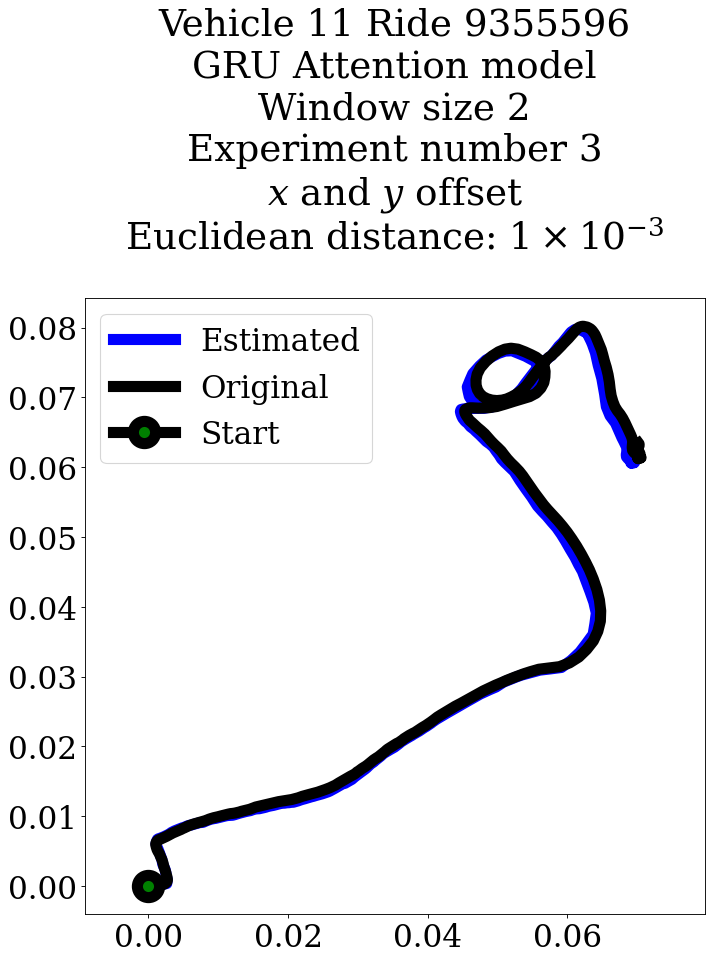 Vehicle 11 Ride 9355596
GRU Attention model
Window size 2
Experiment number 3
x and y offset
Euclidean distance: 1 × 10⁻³
Estimated
Original
Start
0.08
0.07
0.06
0.05
0.04
0.03
0.02
0.01
0.00
0.00 0.02 0.04 0.06